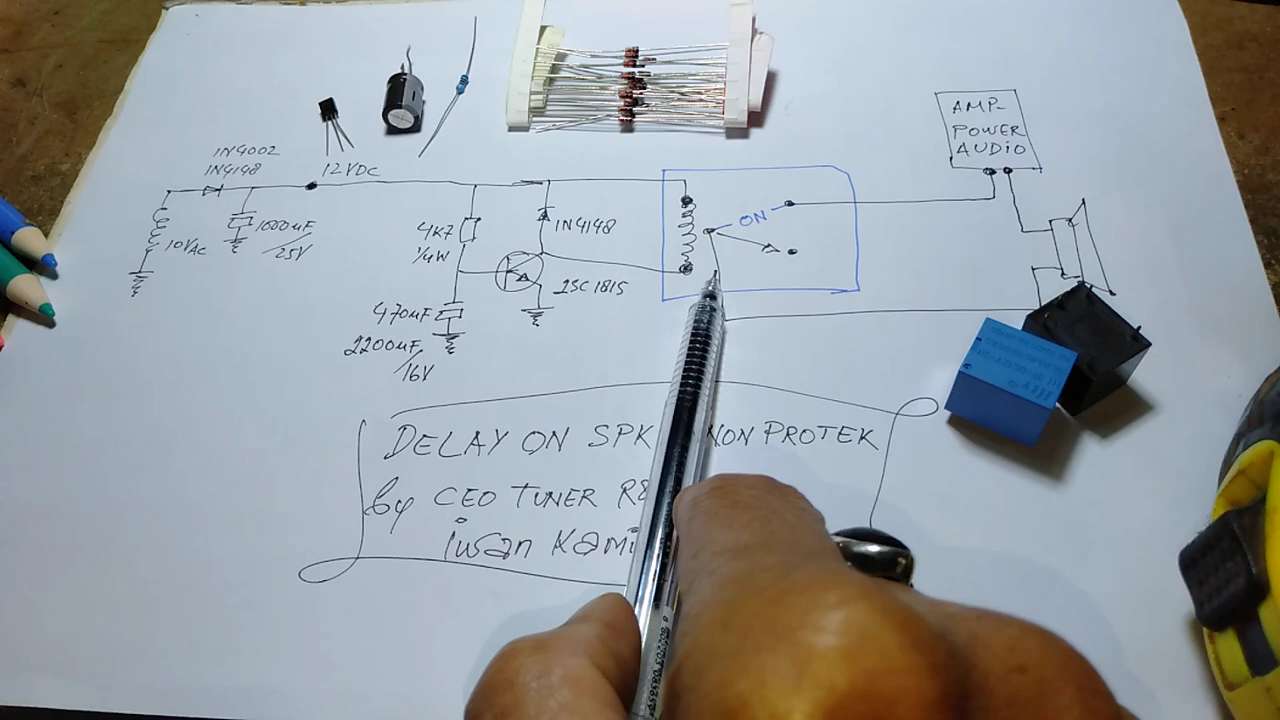 AMP-
POWER
AUDIO
1N4002
1N4148
12VDC
10VAC
1000uF
/25V
4K7
1/4W
1N4148
ON
2SC1815
470uF
2200uF
/16V
DELAY ON SPK NON PROTEK
by CEO TUNER
iwan